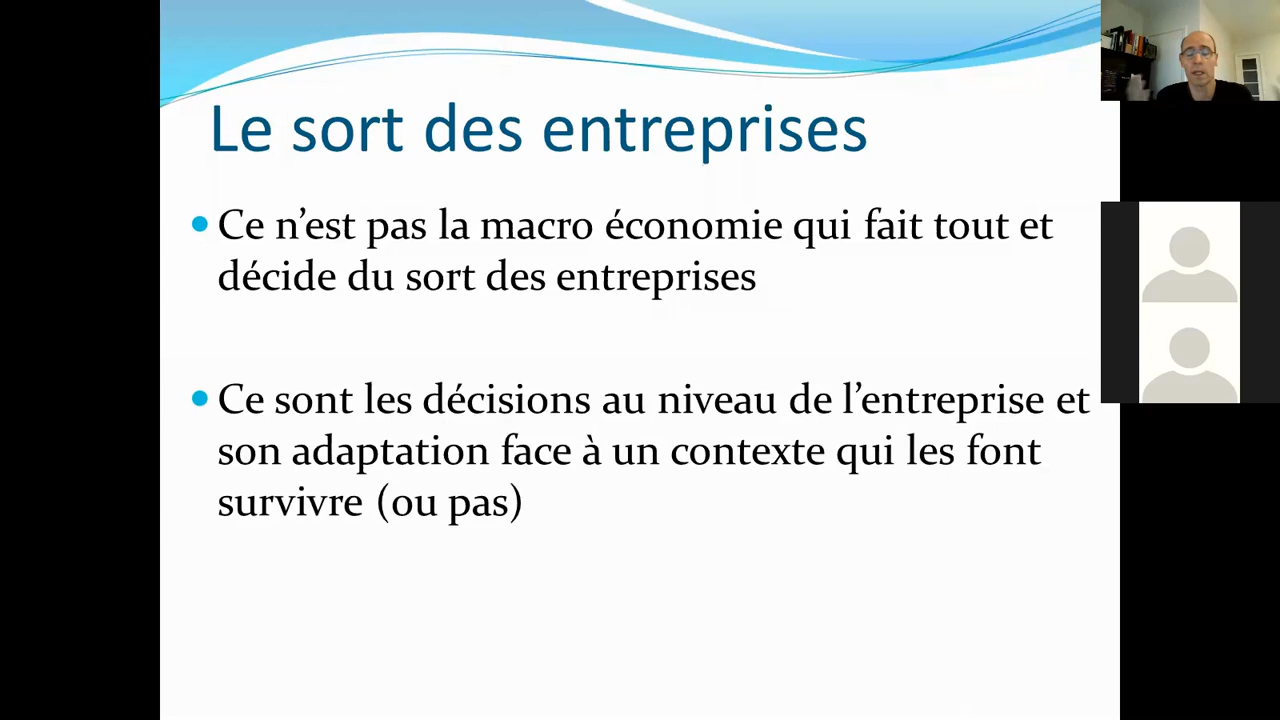 Le sort des entreprises
Ce n’est pas la macro économie qui fait tout et
décide du sort des entreprises
Ce sont les décisions au niveau de l’entreprise et
son adaptation face à un contexte qui les font
survivre (ou pas)